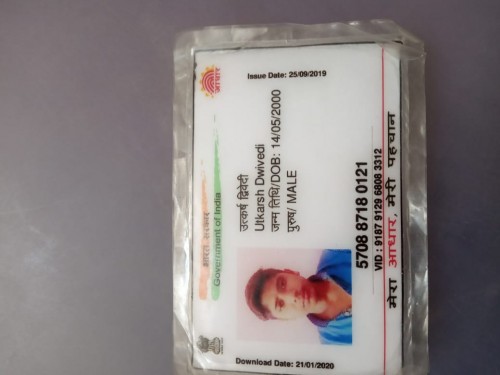 भारत सरकार
Government of India
आधार
Download Date: 21/01/2020
उत्कर्ष द्विवेदी
Utkarsh Dwivedi
जन्म तिथि/DOB: 14/05/2000
पुरुष/ MALE
Issue Date: 25/09/2019
5708 8718 0121
VID : 9187 9129 6808 3312
मेरा आधार, मेरी पहचान